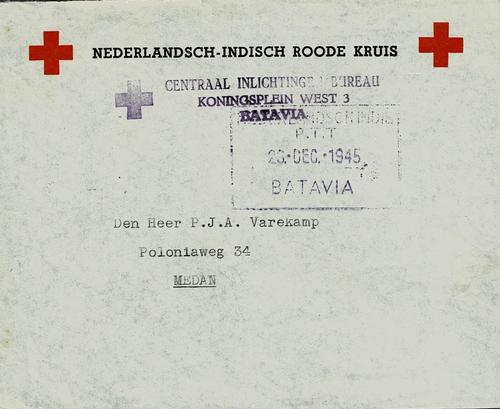 NEDERLANDSCH-INDISCH ROODE KRUIS
CENTRAAL INLICHTINGE BUREAU
KONINGSPLEIN WEST 3
BATAVIA
P.T.T
28.DEC.1945
BATAVIA
Den Heer P.J.A. Varekamp
Poloniaweg 34
MEDAN